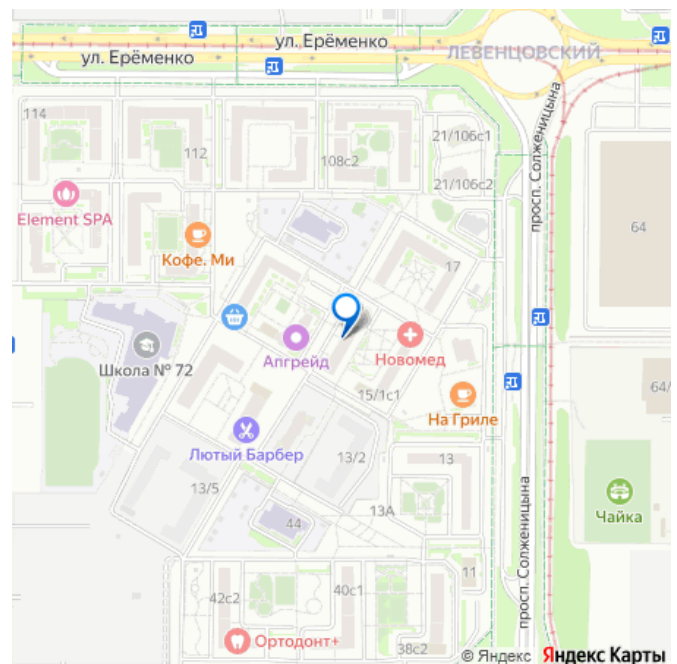 ул. Ерёменко
ул. Ерёменко
ЛЕВЕНЦОВСКИЙ
114
112
108с2
21/106с1
21/106с2
просп. Солженицына
Element SPA
Кофе. Ми
64
17
Апгрейд
Новомед
Школа № 72
15/1с1
На Гриле
64/
Лютый Барбер
13/2
13
13/5
13А
Чайка
44
11
42с2
40с1
просп. Солженицына
Ортодонт+
38с2
© Яндекс Яндекс Карты